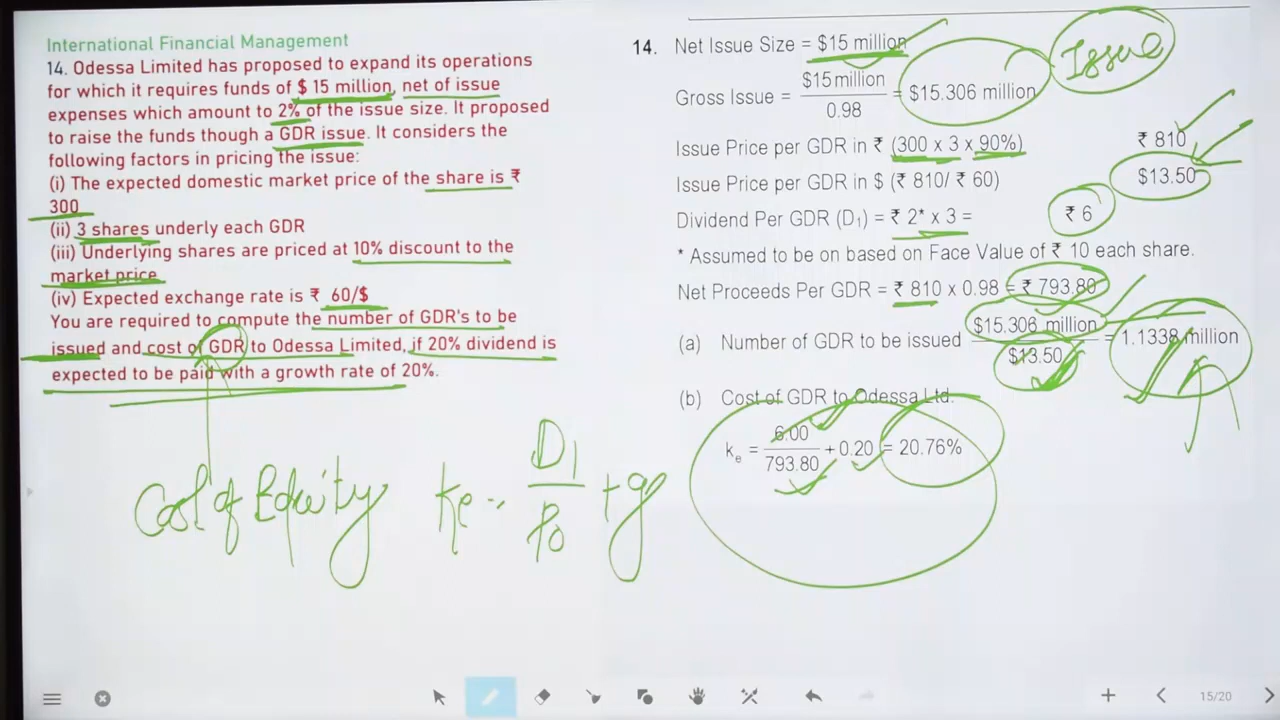 International Financial Management
14. Odessa Limited has proposed to expand its operations
for which it requires funds of $ 15 million, net of issue
expenses which amount to 2% of the issue size. It proposed
to raise the funds though a GDR issue. It considers the
following factors in pricing the issue:
(i) The expected domestic market price of the share is ₹
300
(ii) 3 shares underly each GDR
(iii) Underlying shares are priced at 10% discount to the
market price
(iv) Expected exchange rate is ₹ 60/$
You are required to compute the number of GDR's to be
issued and cost of GDR to Odessa Limited, if 20% dividend is
expected to be paid with a growth rate of 20%.
Cost of Equity Ke = D1 / P0 + g
14. Net Issue Size = $15 million
Issue
Gross Issue = $15 million / 0.98 = $15.306 million
Issue Price per GDR in ₹ (300 x 3 x 90%) ₹ 810
Issue Price per GDR in $ (₹ 810/ ₹ 60) $13.50
Dividend Per GDR (D1) = ₹ 2* x 3 = ₹ 6
* Assumed to be on based on Face Value of ₹ 10 each share.
Net Proceeds Per GDR = ₹ 810 x 0.98 = ₹ 793.80
(a) Number of GDR to be issued $15.306 million / $13.50 = 1.1338 million
(b) Cost of GDR to Odessa Ltd.
ke = 6.00 / 793.80 + 0.20 = 20.76%
15/20